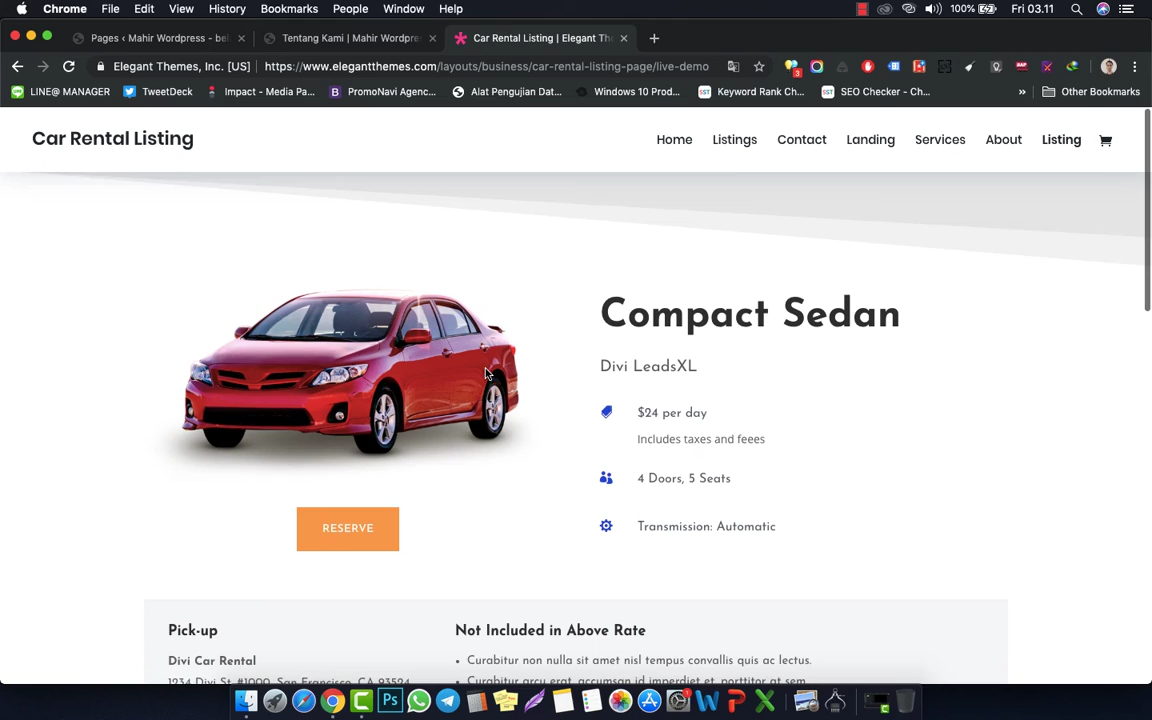 Chrome File Edit View History Bookmarks People Window Help 100% Fri 03.11
Pages ‹ Mahir Wordpress - bel
Tentang Kami | Mahir Wordpre
Car Rental Listing | Elegant Th
Elegant Themes, Inc. [US] | https://www.elegantthemes.com/layouts/business/car-rental-listing-page/live-demo
LINE@ MANAGER TweetDeck Impact - Media Pa... PromoNavi Agenc... Alat Pengujian Dat... Windows 10 Prod... Keyword Rank Ch... SEO Checker - Ch... » Other Bookmarks
Car Rental Listing
Home Listings Contact Landing Services About Listing
Compact Sedan
Divi LeadsXL
$24 per day
Includes taxes and feees
4 Doors, 5 Seats
Transmission: Automatic
RESERVE
Pick-up
Divi Car Rental
1234 Divi St. #1000, San Francisco, CA 93524
Not Included in Above Rate
• Curabitur non nulla sit amet nisl tempus convallis quis ac lectus.
• Curabitur arcu erat, accumsan id imperdiet et, porttitor at sem.